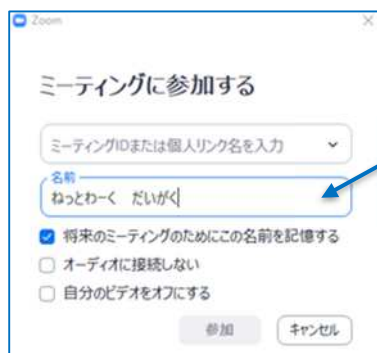 Zoom
ミーティングに参加する
ミーティングIDまたは個人リンク名を入力
名前
ねっとわーく だいがく
将来のミーティングのためにこの名前を記憶する
オーディオに接続しない
自分のビデオをオフにする
参加 キャンセル